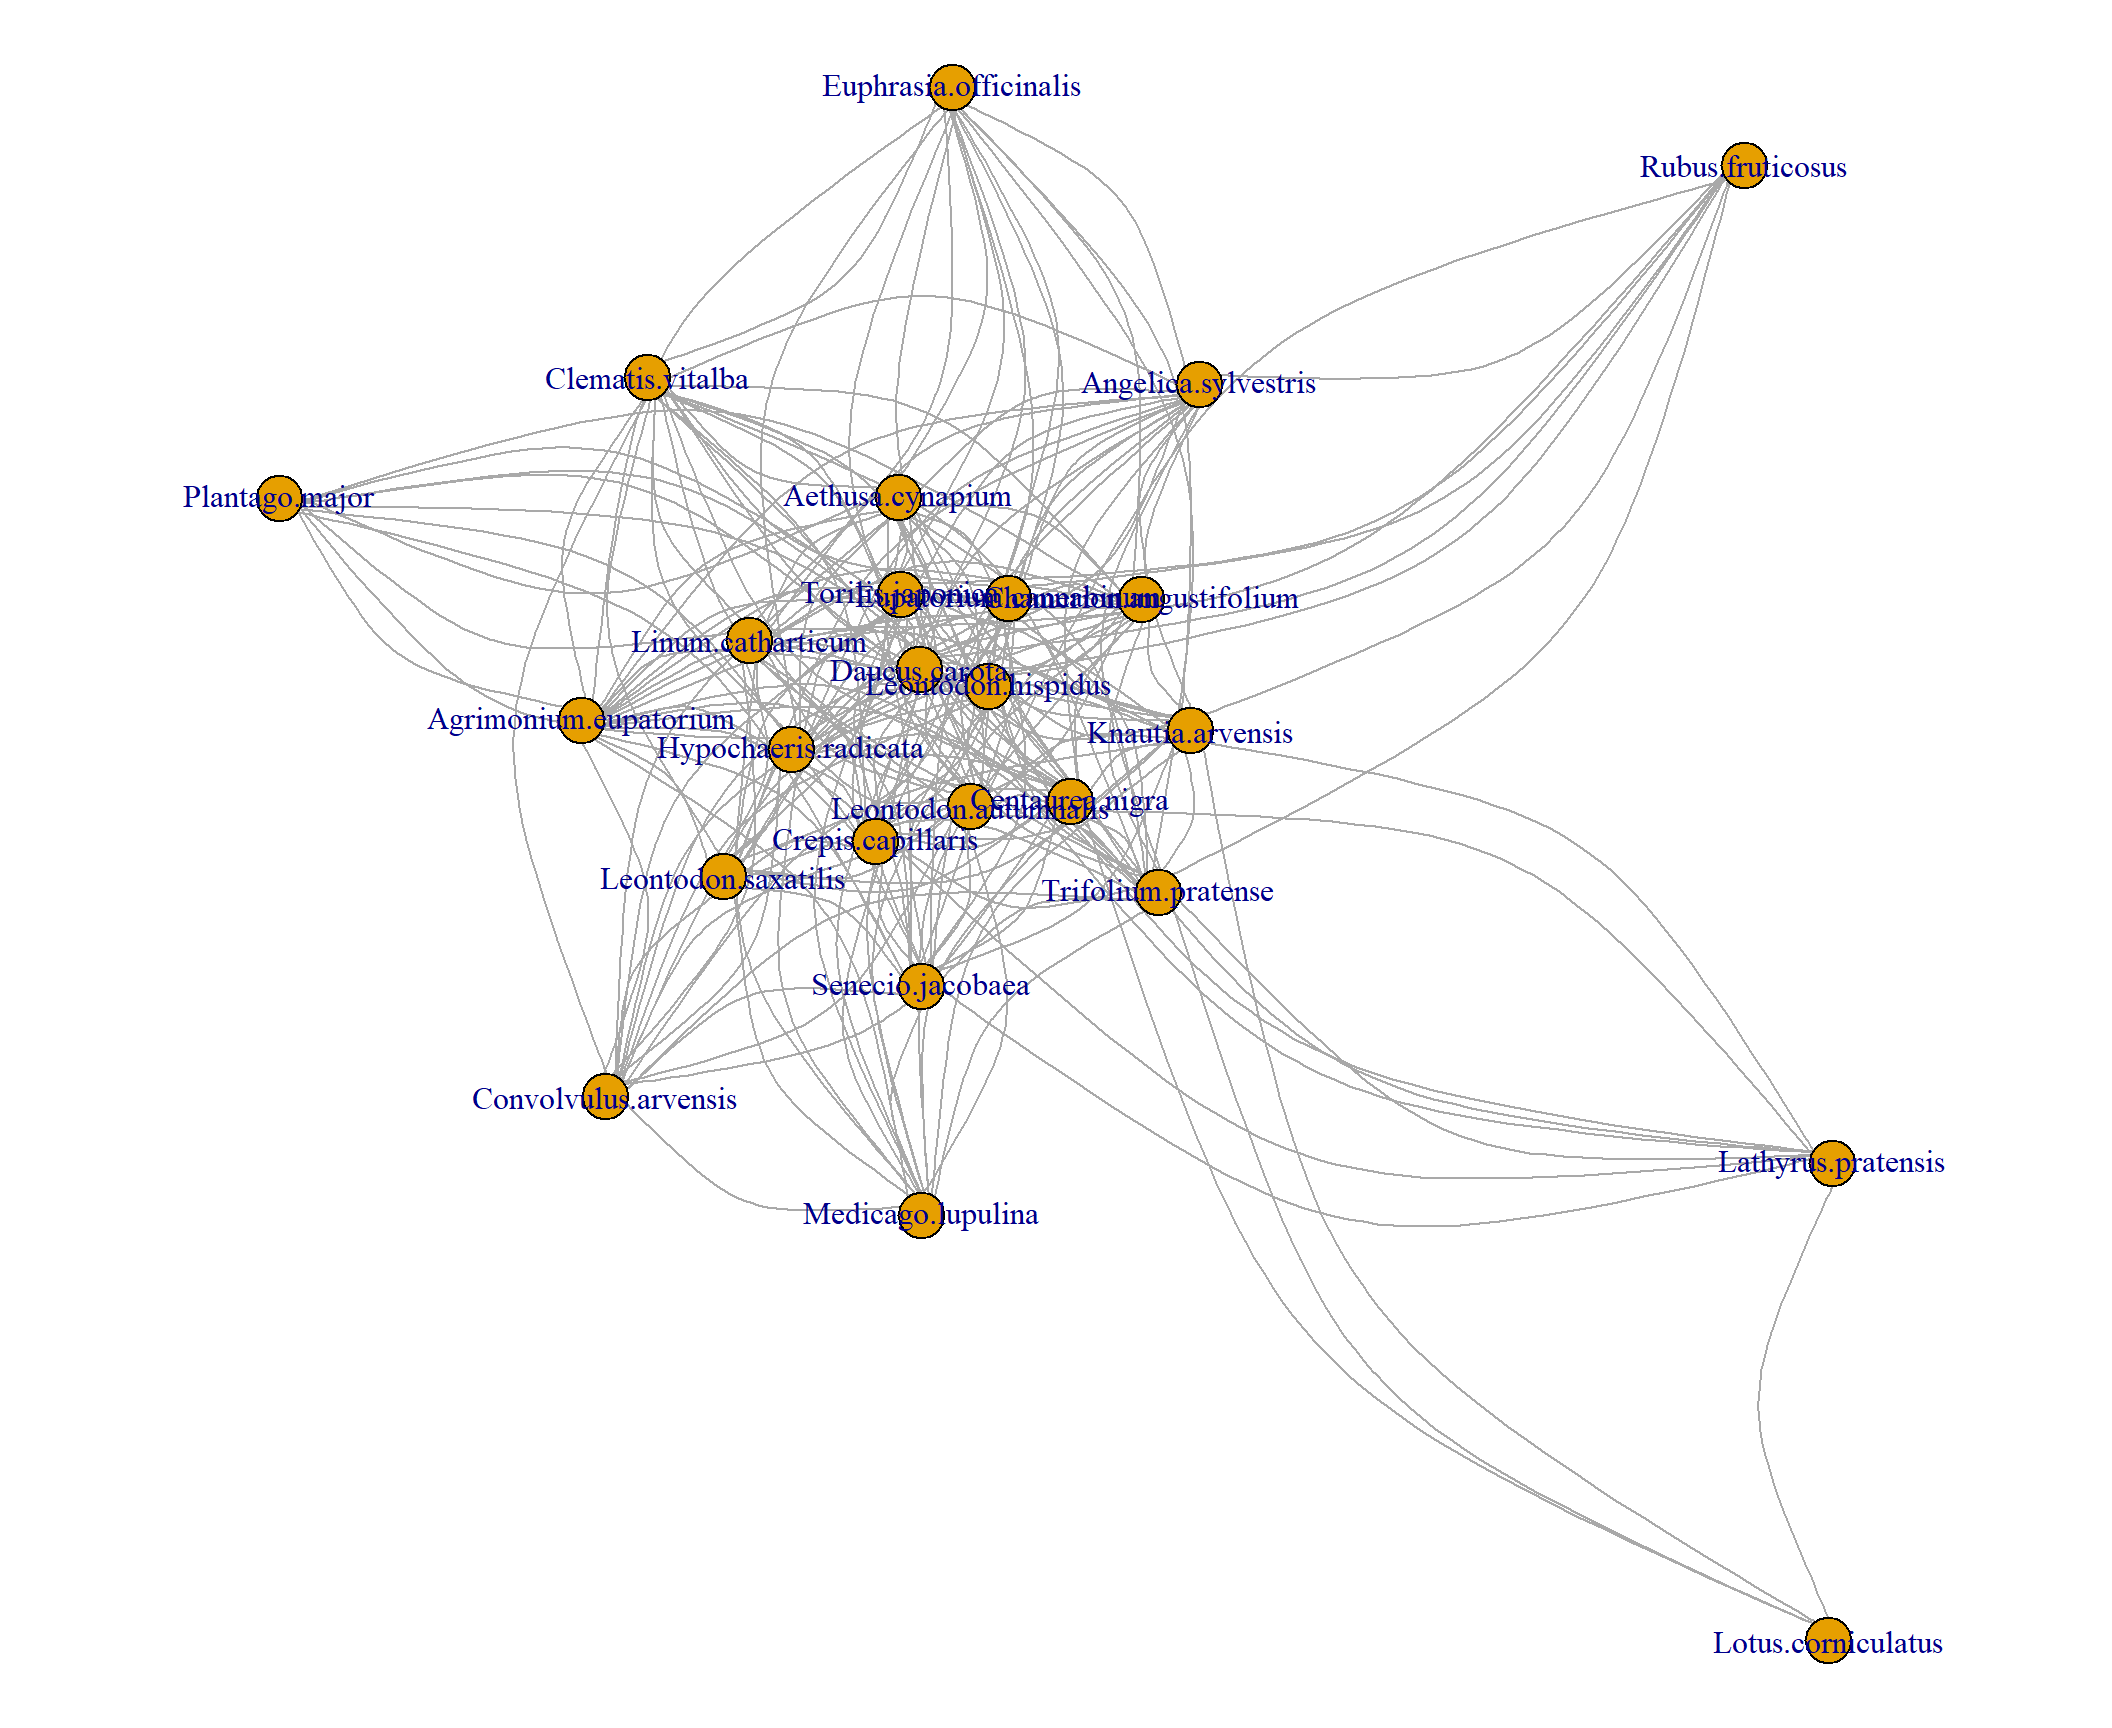 Euphrasia.officinalis
Rubus.fruticosus
Clematis.vitalba
Angelica.sylvestris
Plantago.major
Aethusa.cynapium
Torilis.japonica
Eupatorium.cannabinum
Chamerion.angustifolium
Linum.catharticum
Daucus.carota
Leontodon.hispidus
Agrimonium.eupatorium
Knautia.arvensis
Hypochaeris.radicata
Centaurea.nigra
Leontodon.autumnalis
Crepis.capillaris
Leontodon.saxatilis
Trifolium.pratense
Senecio.jacobaea
Convolvulus.arvensis
Lathyrus.pratensis
Medicago.lupulina
Lotus.corniculatus